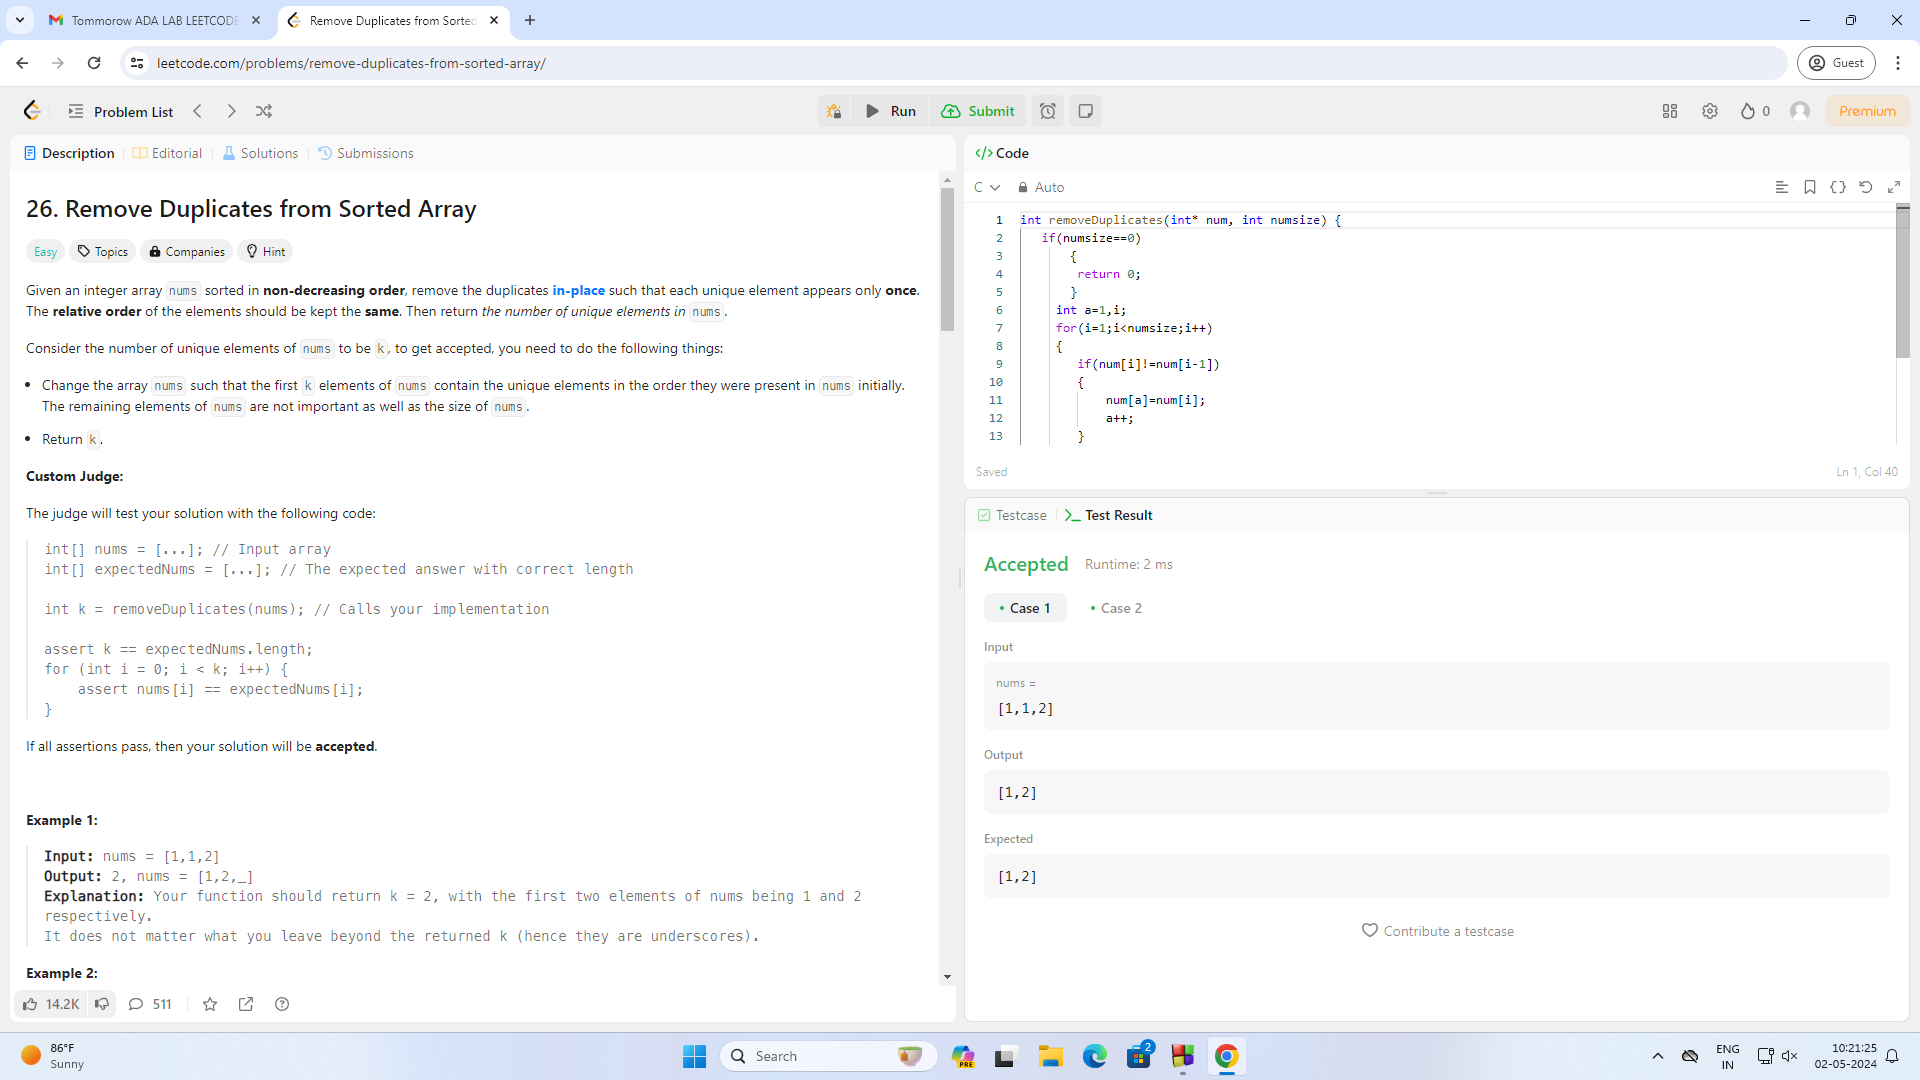 Tommorow ADA LAB LEETCODE
Remove Duplicates from Sorted
leetcode.com/problems/remove-duplicates-from-sorted-array/
Guest
Problem List
Run
Submit
0
Premium
Description
Editorial
Solutions
Submissions
26. Remove Duplicates from Sorted Array
Easy
Topics
Companies
Hint
Given an integer array nums sorted in non-decreasing order, remove the duplicates in-place such that each unique element appears only once.
The relative order of the elements should be kept the same. Then return the number of unique elements in nums.
Consider the number of unique elements of nums to be k, to get accepted, you need to do the following things:
• Change the array nums such that the first k elements of nums contain the unique elements in the order they were present in nums initially.
The remaining elements of nums are not important as well as the size of nums.
• Return k.
Custom Judge:
The judge will test your solution with the following code:
int[] nums = [...]; // Input array
int[] expectedNums = [...]; // The expected answer with correct length
int k = removeDuplicates(nums); // Calls your implementation
assert k == expectedNums.length;
for (int i = 0; i < k; i++) {
    assert nums[i] == expectedNums[i];
}
If all assertions pass, then your solution will be accepted.
Example 1:
Input: nums = [1,1,2]
Output: 2, nums = [1,2,_]
Explanation: Your function should return k = 2, with the first two elements of nums being 1 and 2
respectively.
It does not matter what you leave beyond the returned k (hence they are underscores).
Example 2:
14.2K
511
</> Code
C
Auto
1 int removeDuplicates(int* num, int numsize) {
2 if(numsize==0)
3 {
4 return 0;
5 }
6 int a=1,i;
7 for(i=1;i<numsize;i++)
8 {
9 if(num[i]!=num[i-1])
10 {
11 num[a]=num[i];
12 a++;
13 }
Saved
Ln 1, Col 40
Testcase
>_ Test Result
Accepted
Runtime: 2 ms
• Case 1
• Case 2
Input
nums =
[1,1,2]
Output
[1,2]
Expected
[1,2]
Contribute a testcase
86°F
Sunny
Search
PRE
2
ENG
IN
10:21:25
02-05-2024